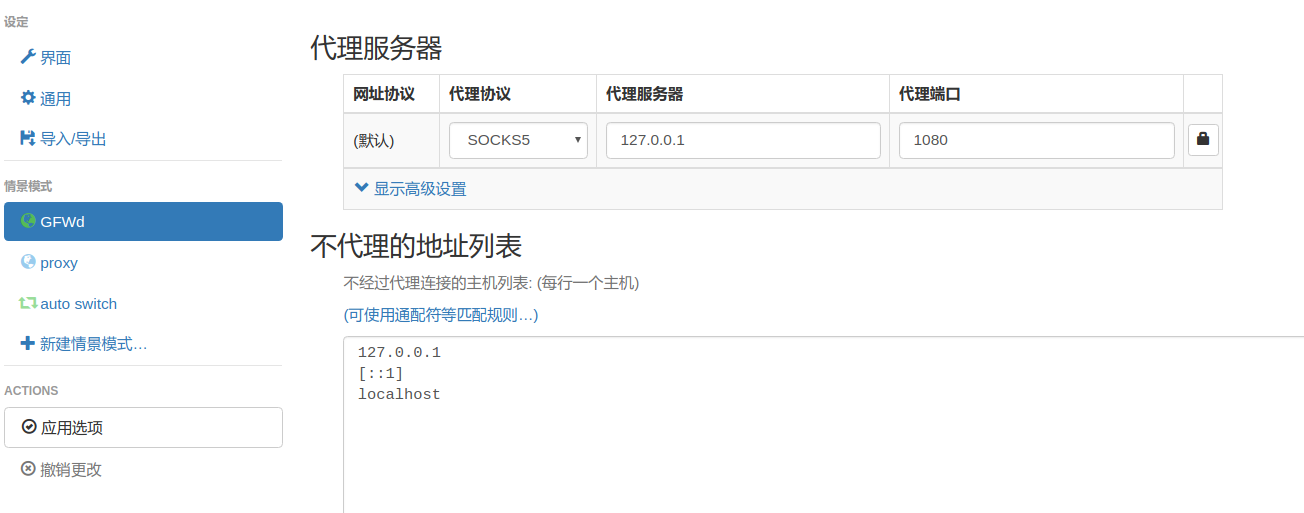 设定
界面
通用
导入/导出
情景模式
GFWd
proxy
auto switch
新建情景模式…
ACTIONS
应用选项
撤销更改
代理服务器
网址协议 代理协议 代理服务器 代理端口
(默认) SOCKS5 127.0.0.1 1080
显示高级设置
不代理的地址列表
不经过代理连接的主机列表: (每行一个主机)
(可使用通配符等匹配规则…)
127.0.0.1
[::1]
localhost